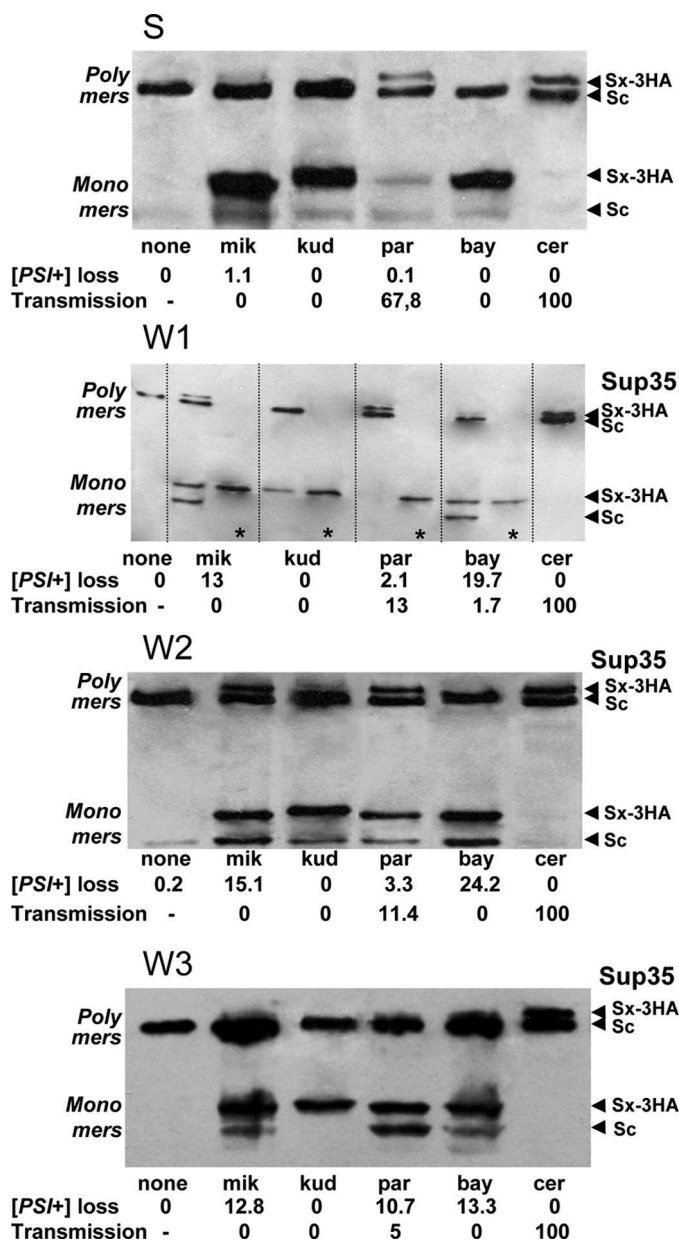 S
Poly
mers
Sx-3HA
Sc
Mono
mers
Sx-3HA
Sc
none mik kud par bay cer
[PSI+] loss 0 1.1 0 0.1 0 0
Transmission - 0 0 67,8 0 100
W1
Sup35
Poly
mers
Sx-3HA
Sc
Mono
mers
Sx-3HA
Sc
* * * *
none mik kud par bay cer
[PSI+] loss 0 13 0 2.1 19.7 0
Transmission - 0 0 13 1.7 100
W2
Sup35
Poly
mers
Sx-3HA
Sc
Mono
mers
Sx-3HA
Sc
none mik kud par bay cer
[PSI+] loss 0.2 15.1 0 3.3 24.2 0
Transmission - 0 0 11.4 0 100
W3
Sup35
Poly
mers
Sx-3HA
Sc
Mono
mers
Sx-3HA
Sc
none mik kud par bay cer
[PSI+] loss 0 12.8 0 10.7 13.3 0
Transmission - 0 0 5 0 100